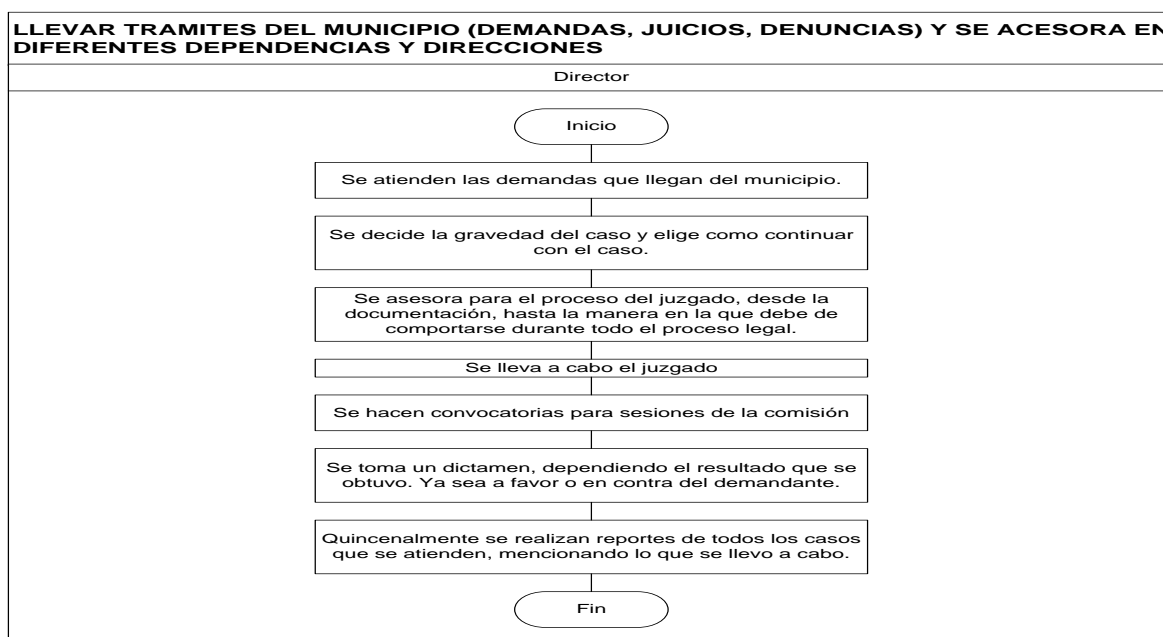 LLEVAR TRAMITES DEL MUNICIPIO (DEMANDAS, JUICIOS, DENUNCIAS) Y SE ACESORA EN
DIFERENTES DEPENDENCIAS Y DIRECCIONES
Director
Inicio
Se atienden las demandas que llegan del municipio.
Se decide la gravedad del caso y elige como continuar
con el caso.
Se asesora para el proceso del juzgado, desde la
documentación, hasta la manera en la que debe de
comportarse durante todo el proceso legal.
Se lleva a cabo el juzgado
Se hacen convocatorias para sesiones de la comisión
Se toma un dictamen, dependiendo el resultado que se
obtuvo. Ya sea a favor o en contra del demandante.
Quincenalmente se realizan reportes de todos los casos
que se atienden, mencionando lo que se llevo a cabo.
Fin